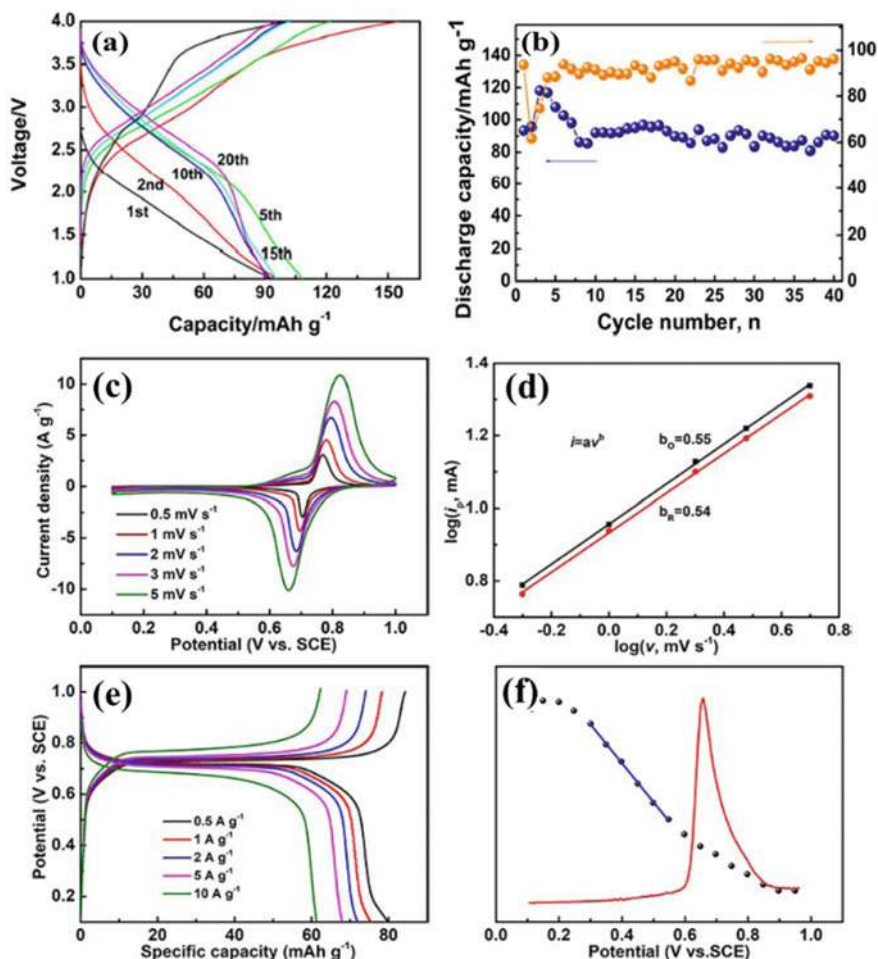 (a)
Voltage/V
4.0
3.5
3.0
2.5
2.0
1.5
1.0
20th
10th
2nd
1st
5th
15th
0 30 60 90 120 150
Capacity/mAh g⁻¹
(b)
Discharge capacity/mAh g⁻¹
140
120
100
80
60
40
20
0
100
80
60
40
20
0
0 5 10 15 20 25 30 35 40
Cycle number, n
(c)
Current density (A g⁻¹)
10
5
0
-5
-10
0.5 mV s⁻¹
1 mV s⁻¹
2 mV s⁻¹
3 mV s⁻¹
5 mV s⁻¹
0.0 0.2 0.4 0.6 0.8 1.0
Potential (V vs. SCE)
(d)
log(iₚ, mA)
1.4
1.2
1.0
0.8
i=avᵇ
b_O=0.55
b_R=0.54
-0.4 -0.2 0.0 0.2 0.4 0.6 0.8
log(v, mV s⁻¹)
(e)
Potential (V vs. SCE)
1.0
0.8
0.6
0.4
0.2
0.5 A g⁻¹
1 A g⁻¹
2 A g⁻¹
5 A g⁻¹
10 A g⁻¹
0 20 40 60 80
Specific capacity (mAh g⁻¹)
(f)
0.0 0.2 0.4 0.6 0.8 1.0
Potential (V vs.SCE)